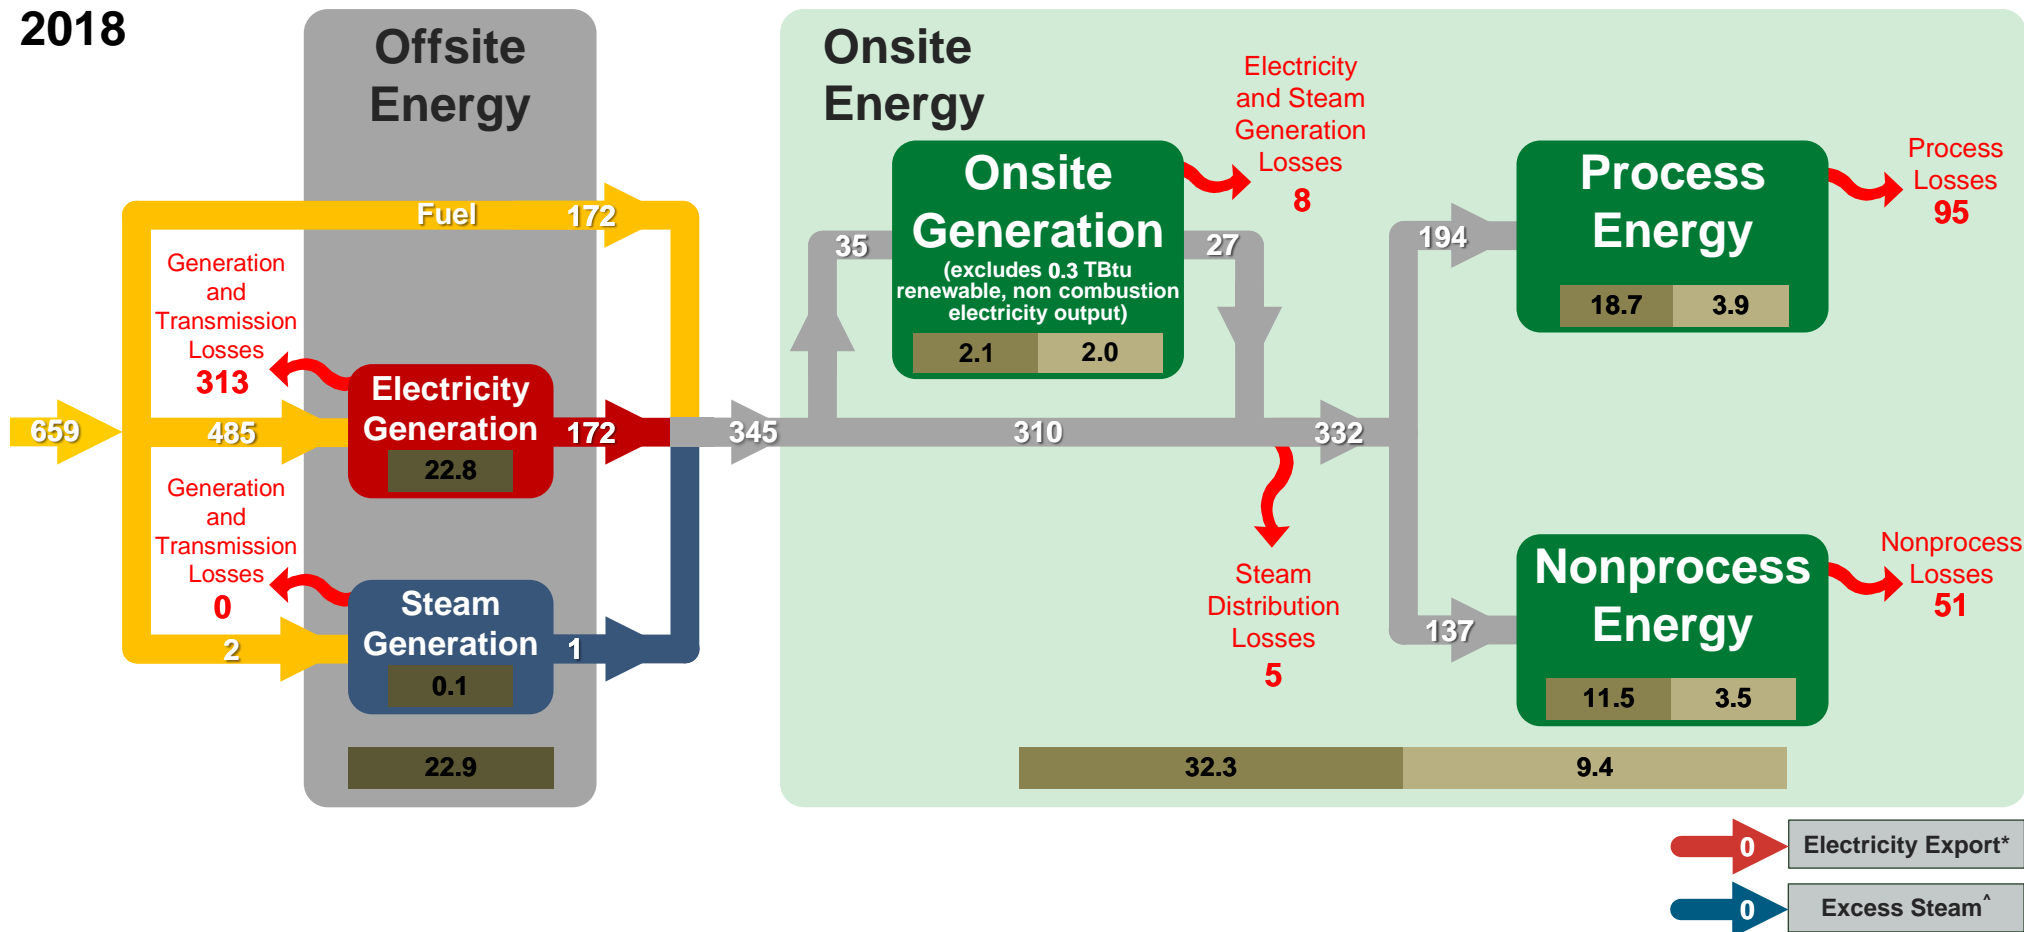 2018
Offsite
Energy
Onsite
Energy
Fuel
172
Generation
and
Transmission
Losses
313
659
485
Electricity
Generation
22.8
172
Generation
and
Transmission
Losses
0
2
Steam
Generation
0.1
1
22.9
345
35
Onsite
Generation
(excludes 0.3 TBtu
renewable, non combustion
electricity output)
2.1
2.0
27
Electricity
and Steam
Generation
Losses
8
310
332
Steam
Distribution
Losses
5
194
Process
Energy
18.7
3.9
Process
Losses
95
137
Nonprocess
Energy
11.5
3.5
Nonprocess
Losses
51
32.3
9.4
0
Electricity Export*
0
Excess Steam^